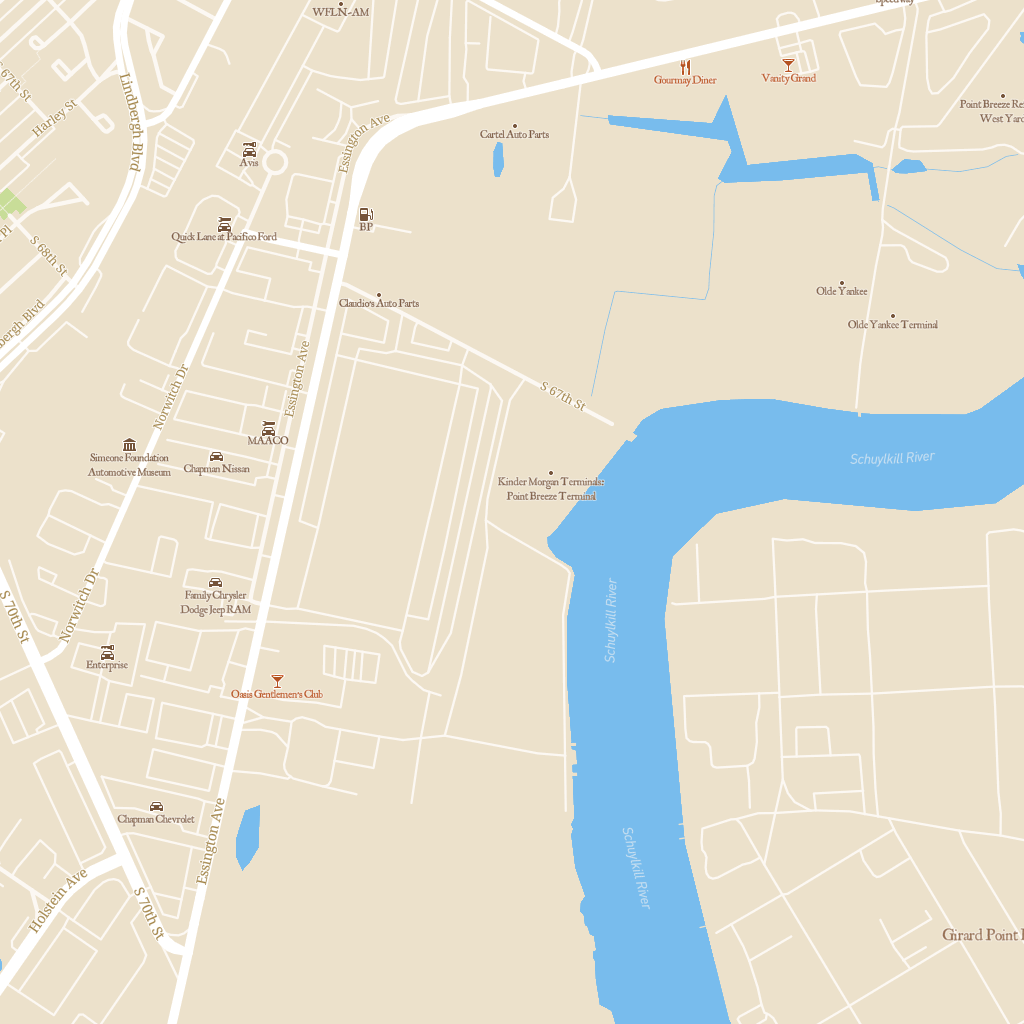 Speedway
WFLN-AM
Gourmay Diner
Vanity Grand
S 67th St
Lindbergh Blvd
Harley St
Essington Ave
Cartel Auto Parts
Point Breeze
West Yard
Avis
BP
Quick Lane at Pacifico Ford
Pl
S 68th St
Claudio's Auto Parts
Olde Yankee
Olde Yankee Terminal
bergh Blvd
Norwitch Dr
Essington Ave
S 67th St
MAACO
Simeone Foundation
Automotive Museum
Chapman Nissan
Schuylkill River
Kinder Morgan Terminals:
Point Breeze Terminal
Family Chrysler
Dodge Jeep RAM
S 70th St
Norwitch Dr
Schuylkill River
Enterprise
Oasis Gentlemen's Club
Chapman Chevrolet
Essington Ave
Schuylkill River
Holstein Ave
S 70th St
Girard Point